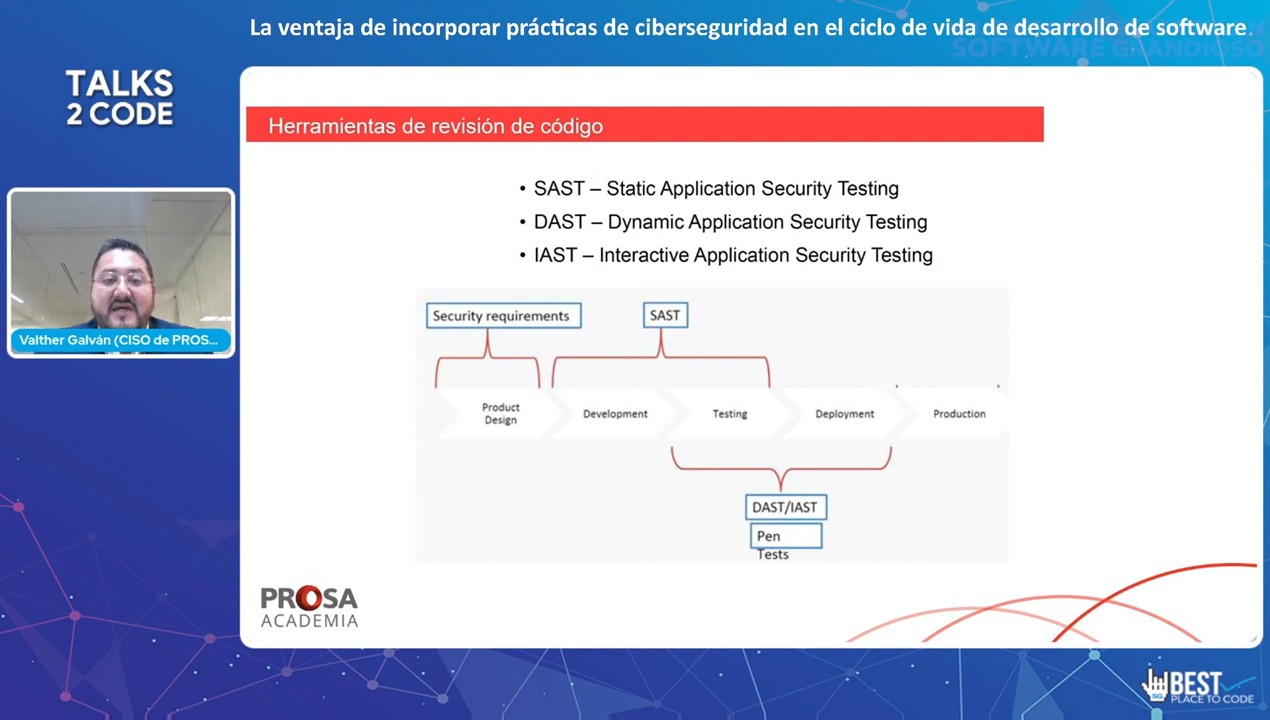 La ventaja de incorporar prácticas de ciberseguridad en el ciclo de vida de desarrollo de software.
SOFTWARE GRANDIOSO
TALKS
2 CODE
Valther Galván (CISO de PROS...
Herramientas de revisión de código
• SAST – Static Application Security Testing
• DAST – Dynamic Application Security Testing
• IAST – Interactive Application Security Testing
Security requirements
SAST
Product
Design
Development
Testing
Deployment
Production
DAST/IAST
Pen
Tests
PROSA
ACADEMIA
SG
BEST
PLACE TO CODE